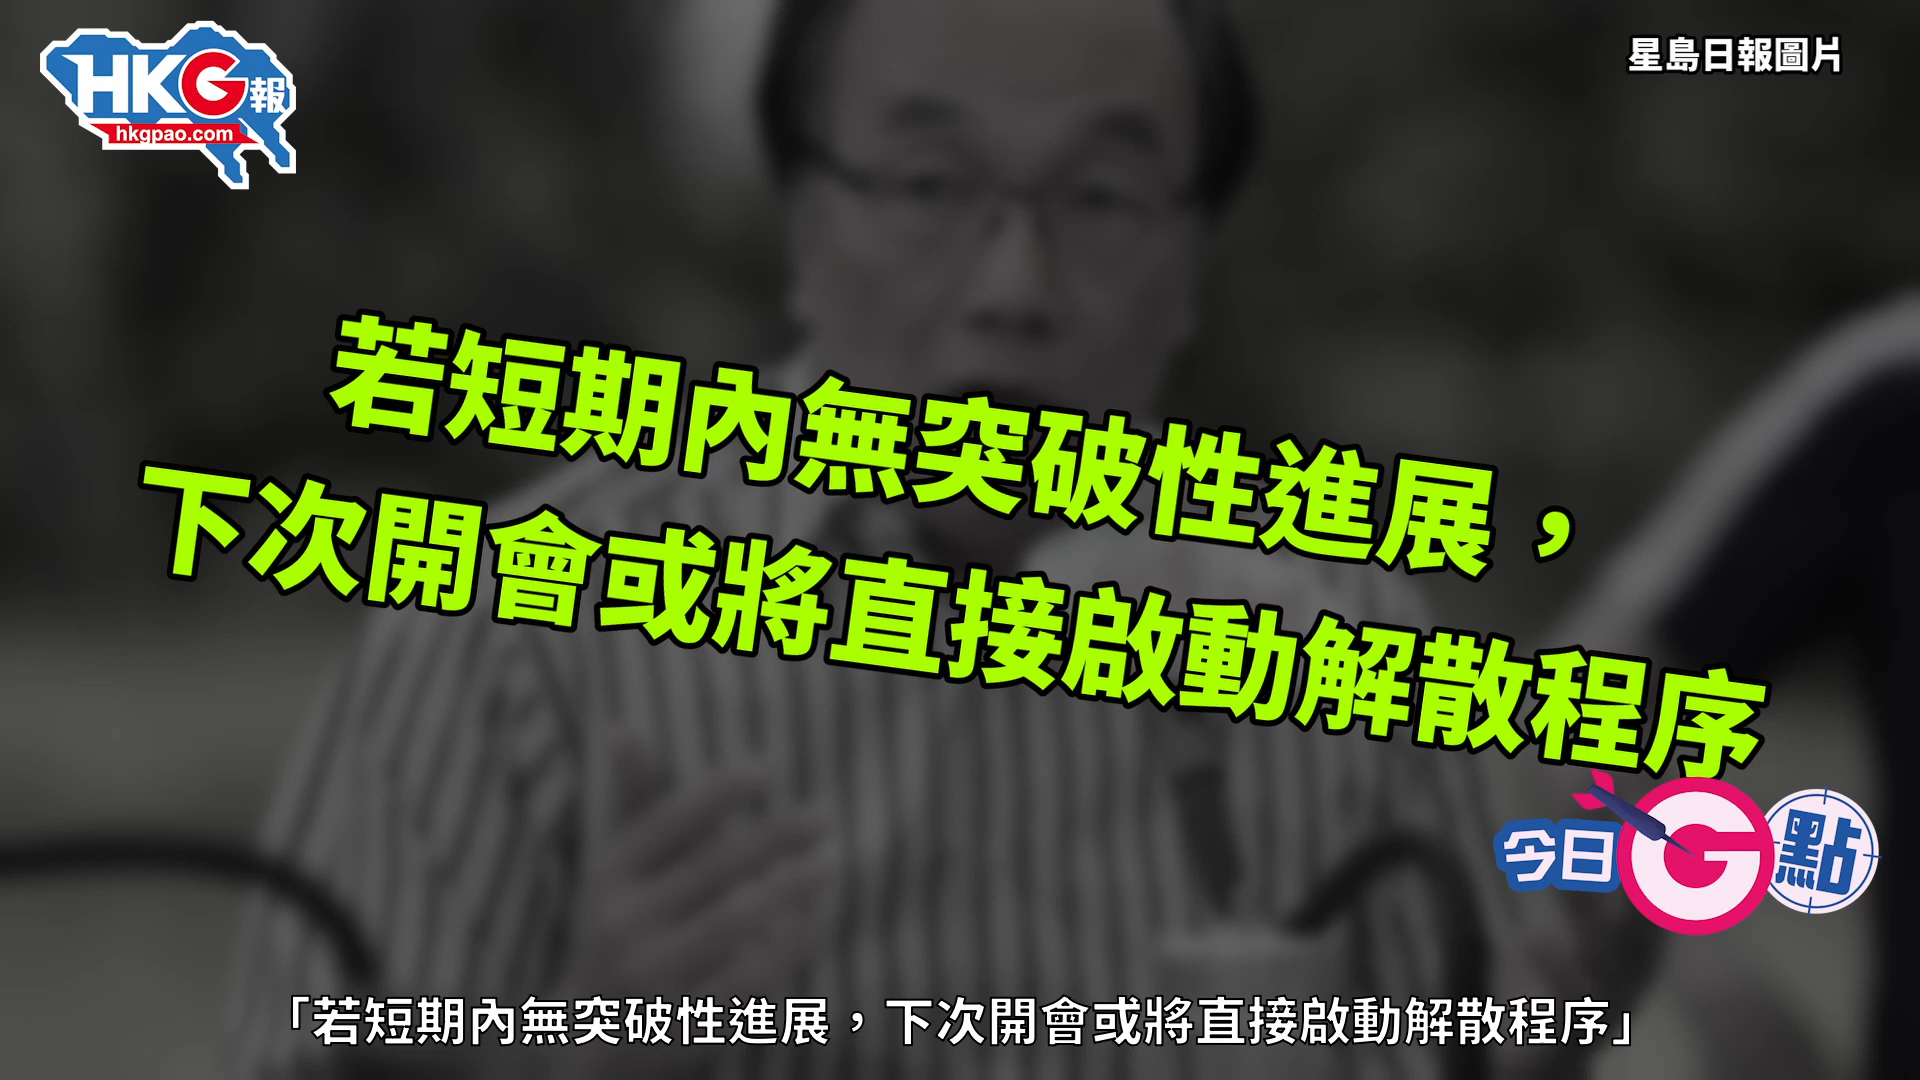 HKG報
hkgpao.com
星島日報圖片
若短期內無突破性進展，
下次開會或將直接啟動解散程序
今日G點
「若短期內無突破性進展，下次開會或將直接啟動解散程序」